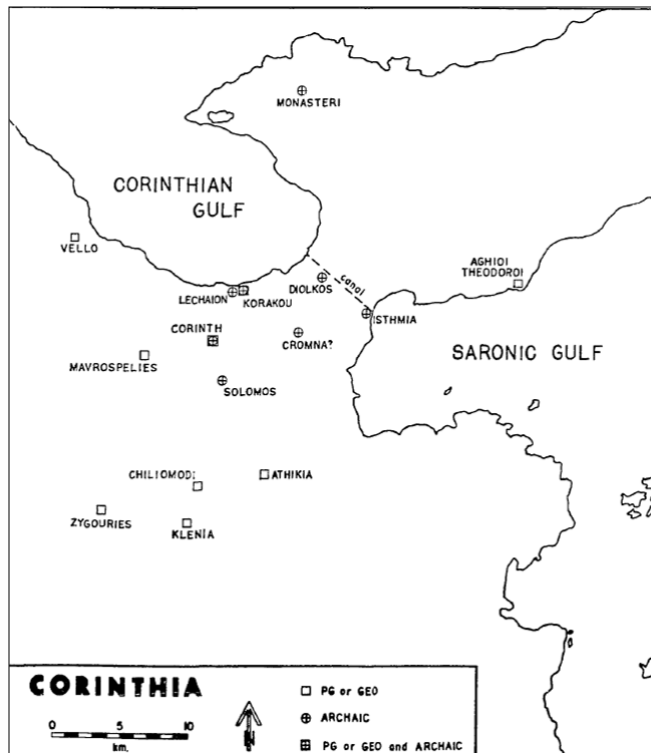 MONASTERI
CORINTHIAN
GULF
VELLO
AGHIOI
THEODOROI
canal
DIOLKOS
LECHAION
KORAKOU
ISTHMIA
CORINTH
CROMNA?
SARONIC GULF
MAVROSPELIES
SOLOMOS
CHILIOMODI
ATHIKIA
ZYGOURIES
KLENIA
CORINTHIA
0 5 10
km.
N
PG or GEO
ARCHAIC
PG or GEO and ARCHAIC